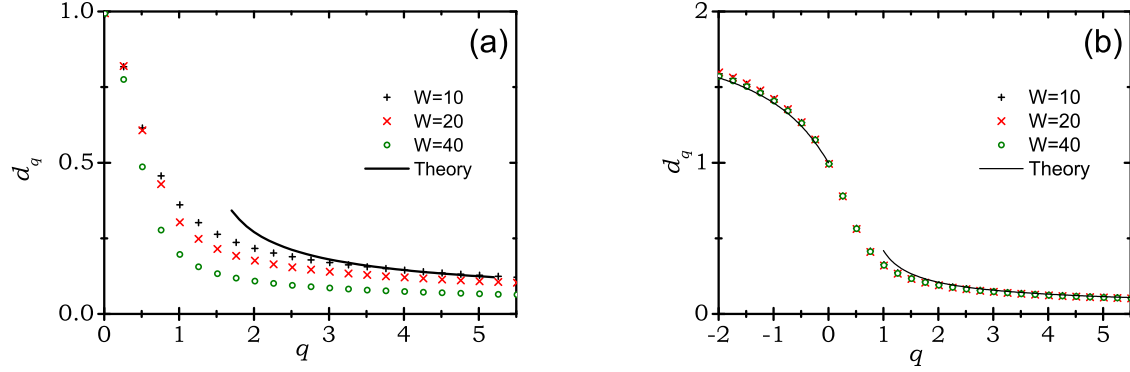 1.0
0.5
0.0
d_q
(a)
W=10
W=20
W=40
Theory
0 1 2 3 4 5
q
2
1
0
d_q
(b)
W=10
W=20
W=40
Theory
-2 -1 0 1 2 3 4 5
q